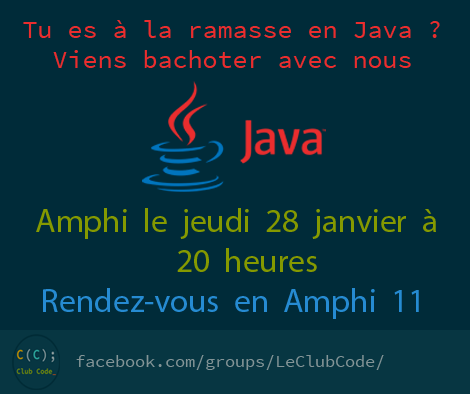 Tu es à la ramasse en Java ?
Viens bachoter avec nous
Java
Amphi le jeudi 28 janvier à
20 heures
Rendez-vous en Amphi 11
C(C);
Club Code_
facebook.com/groups/LeClubCode/